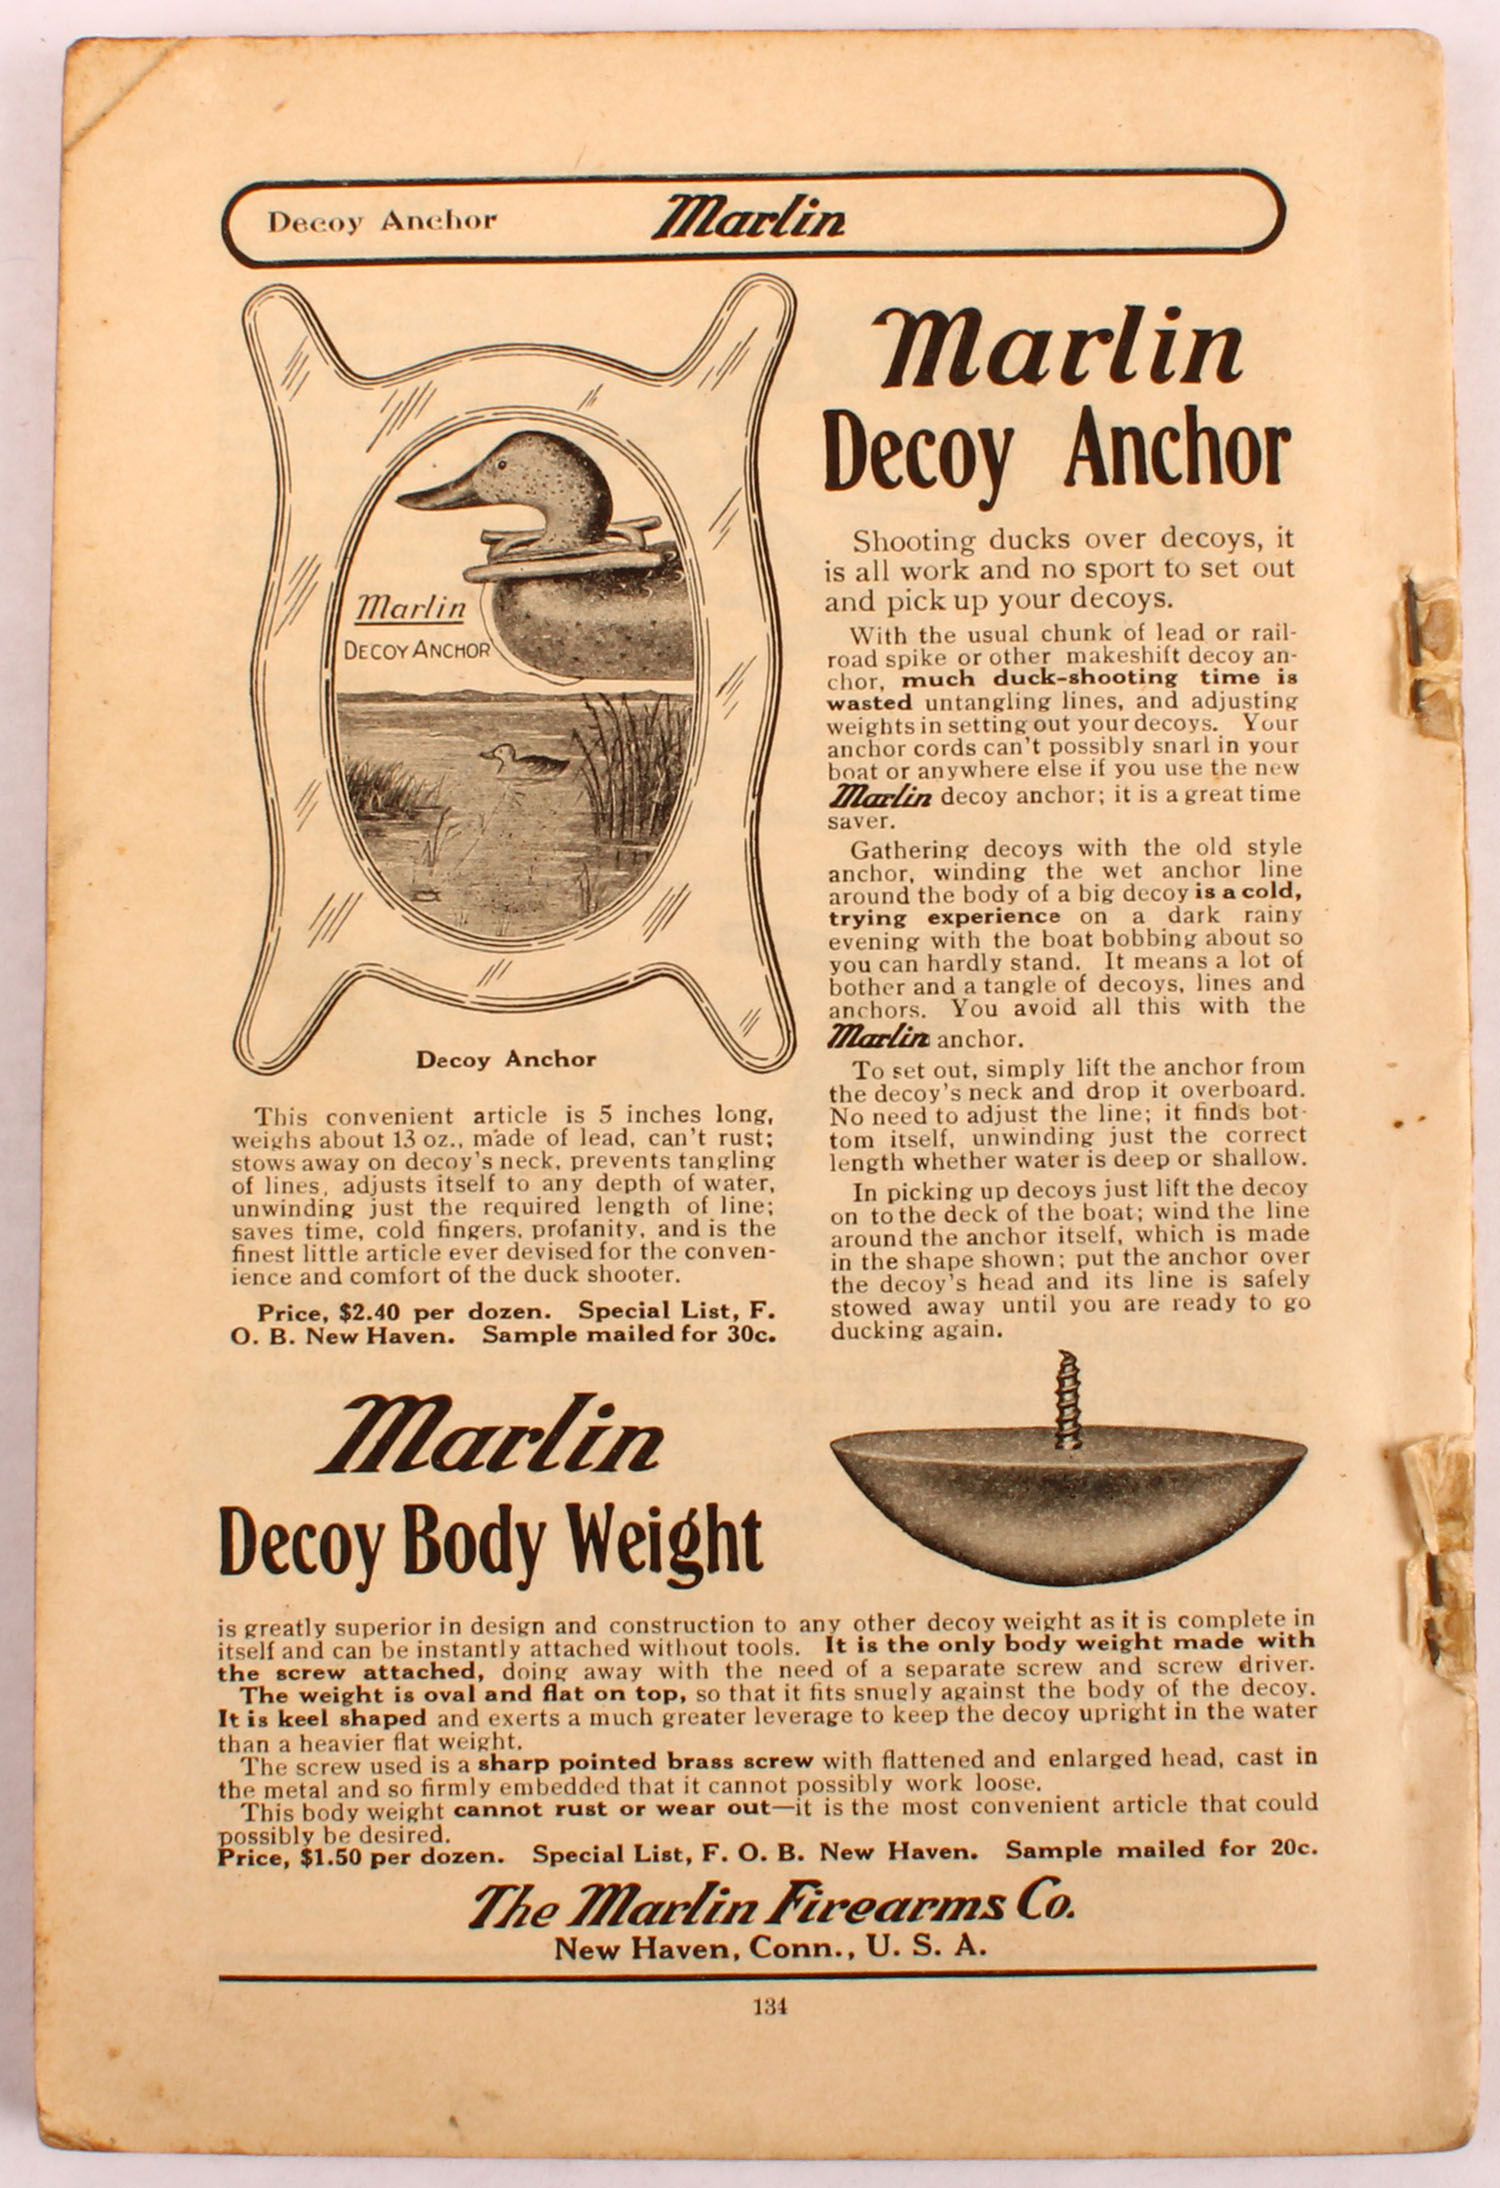 Decoy Anchor Marlin
Marlin
DECOY ANCHOR
Decoy Anchor
This convenient article is 5 inches long,
weighs about 13 oz., made of lead, can't rust;
stows away on decoy's neck, prevents tangling
of lines, adjusts itself to any depth of water,
unwinding just the required length of line;
saves time, cold fingers, profanity, and is the
finest little article ever devised for the conven-
ience and comfort of the duck shooter.
Price, $2.40 per dozen. Special List, F.
O. B. New Haven. Sample mailed for 30c.
Marlin
Decoy Anchor
Shooting ducks over decoys, it
is all work and no sport to set out
and pick up your decoys.
With the usual chunk of lead or rail-
road spike or other makeshift decoy an-
chor, much duck-shooting time is
wasted untangling lines, and adjusting
weights in setting out your decoys. Your
anchor cords can't possibly snarl in your
boat or anywhere else if you use the new
Marlin decoy anchor; it is a great time
saver.
Gathering decoys with the old style
anchor, winding the wet anchor line
around the body of a big decoy is a cold,
trying experience on a dark rainy
evening with the boat bobbing about so
you can hardly stand. It means a lot of
bother and a tangle of decoys, lines and
anchors. You avoid all this with the
Marlin anchor.
To set out, simply lift the anchor from
the decoy's neck and drop it overboard.
No need to adjust the line; it finds bot-
tom itself, unwinding just the correct
length whether water is deep or shallow.
In picking up decoys just lift the decoy
on to the deck of the boat; wind the line
around the anchor itself, which is made
in the shape shown; put the anchor over
the decoy's head and its line is safely
stowed away until you are ready to go
ducking again.
Marlin
Decoy Body Weight
is greatly superior in design and construction to any other decoy weight as it is complete in
itself and can be instantly attached without tools. It is the only body weight made with
the screw attached, doing away with the need of a separate screw and screw driver.
The weight is oval and flat on top, so that it fits snugly against the body of the decoy.
It is keel shaped and exerts a much greater leverage to keep the decoy upright in the water
than a heavier flat weight.
The screw used is a sharp pointed brass screw with flattened and enlarged head, cast in
the metal and so firmly embedded that it cannot possibly work loose.
This body weight cannot rust or wear out—it is the most convenient article that could
possibly be desired.
Price, $1.50 per dozen. Special List, F. O. B. New Haven. Sample mailed for 20c.
The Marlin Firearms Co.
New Haven, Conn., U. S. A.
134